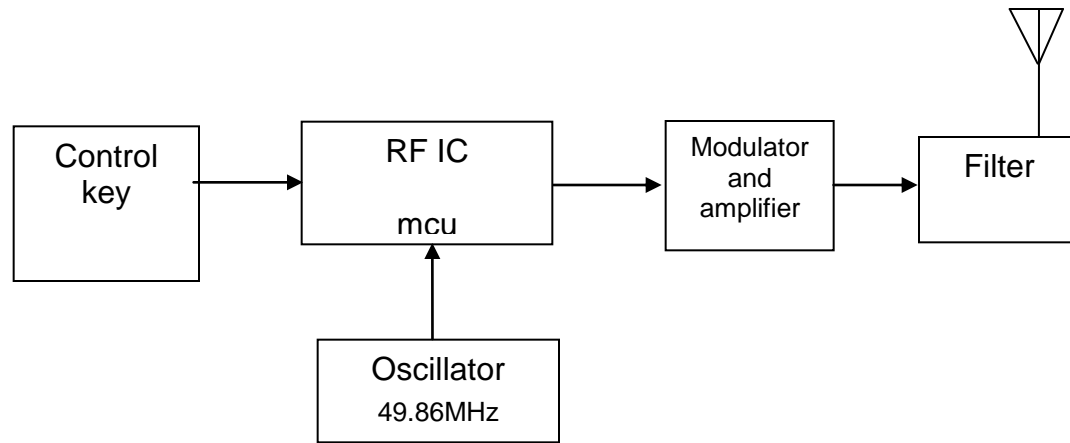 Control
key
RF IC
mcu
Modulator
and
amplifier
Filter
Oscillator
49.86MHz